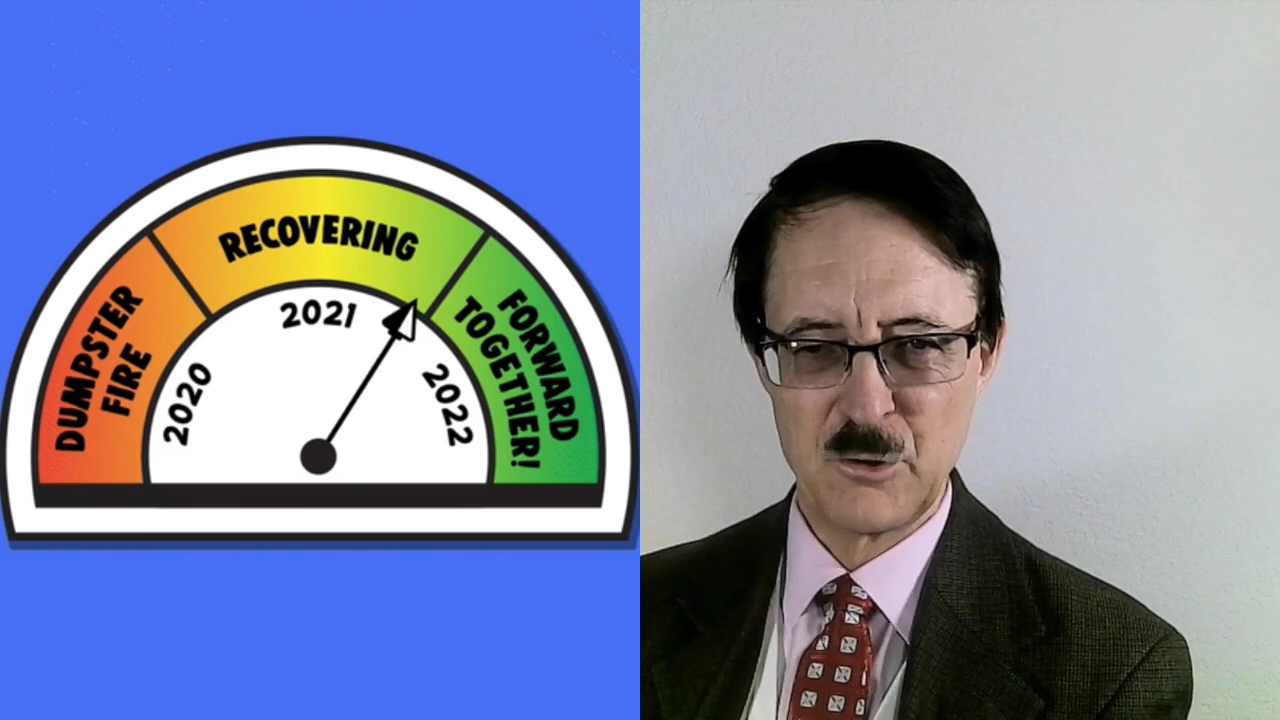 DUMPSTER
FIRE
2020
RECOVERING
2021
FORWARD
TOGETHER!
2022